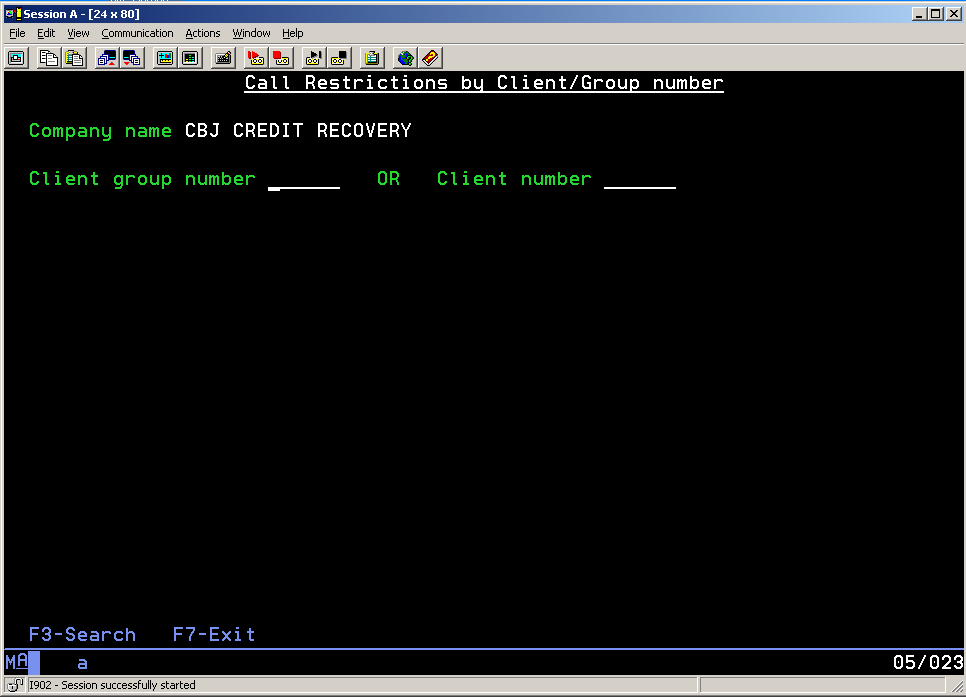 Session A - [24 x 80]
File Edit View Communication Actions Window Help
Call Restrictions by Client/Group number
Company name CBJ CREDIT RECOVERY
Client group number ______ OR Client number ______
F3-Search F7-Exit
MA a 05/023
I902 - Session successfully started